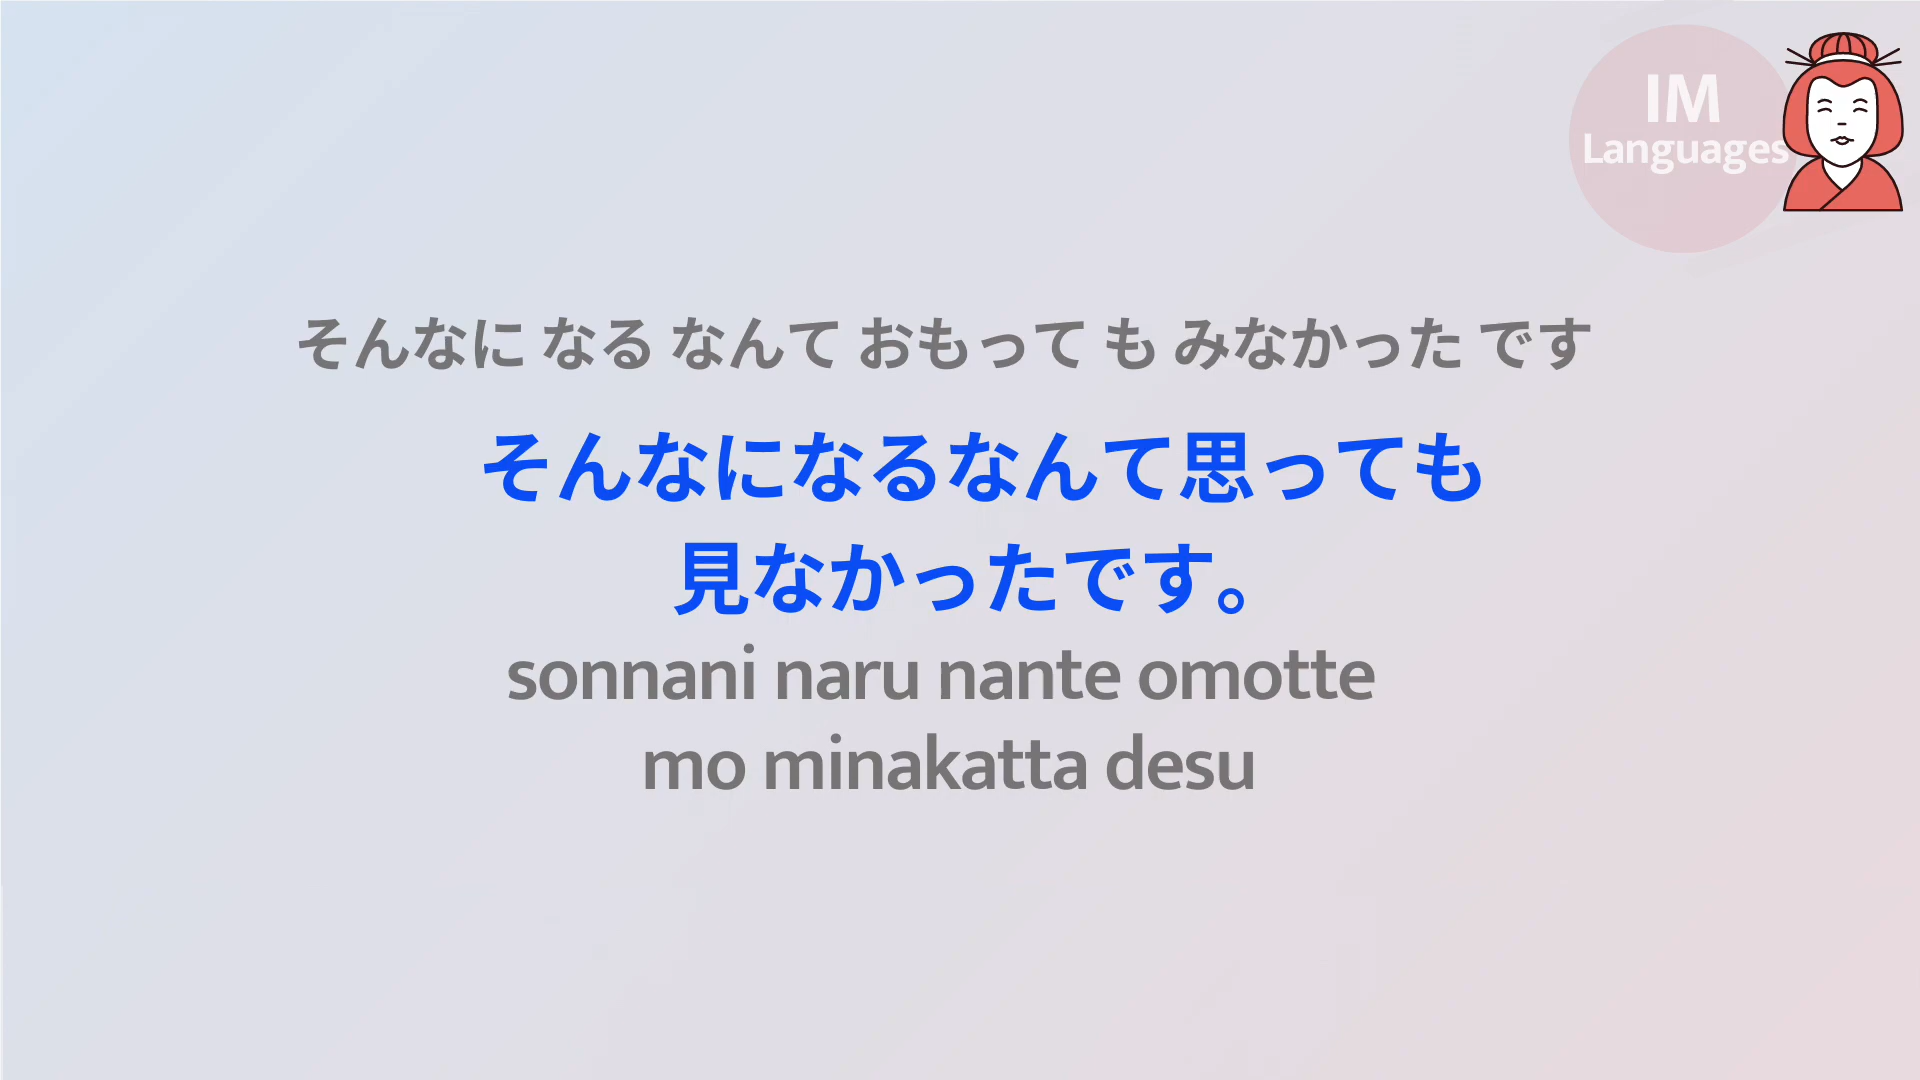 IM
Languages
そんなに なる なんて おもって も みなかった です
そんなになるなんて思っても
見なかったです。
sonnani naru nante omotte
mo minakatta desu